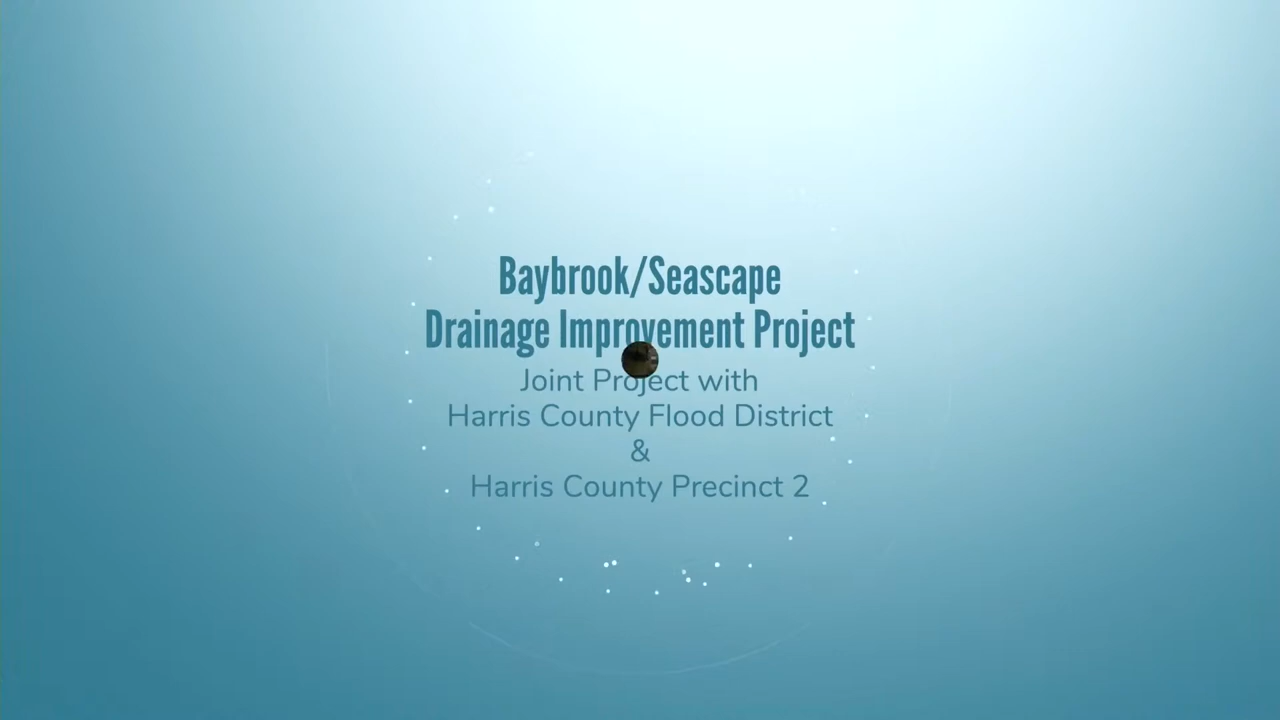 Baybrook/Seascape
Drainage Improvement Project
Joint Project with
Harris County Flood District
&
Harris County Precinct 2